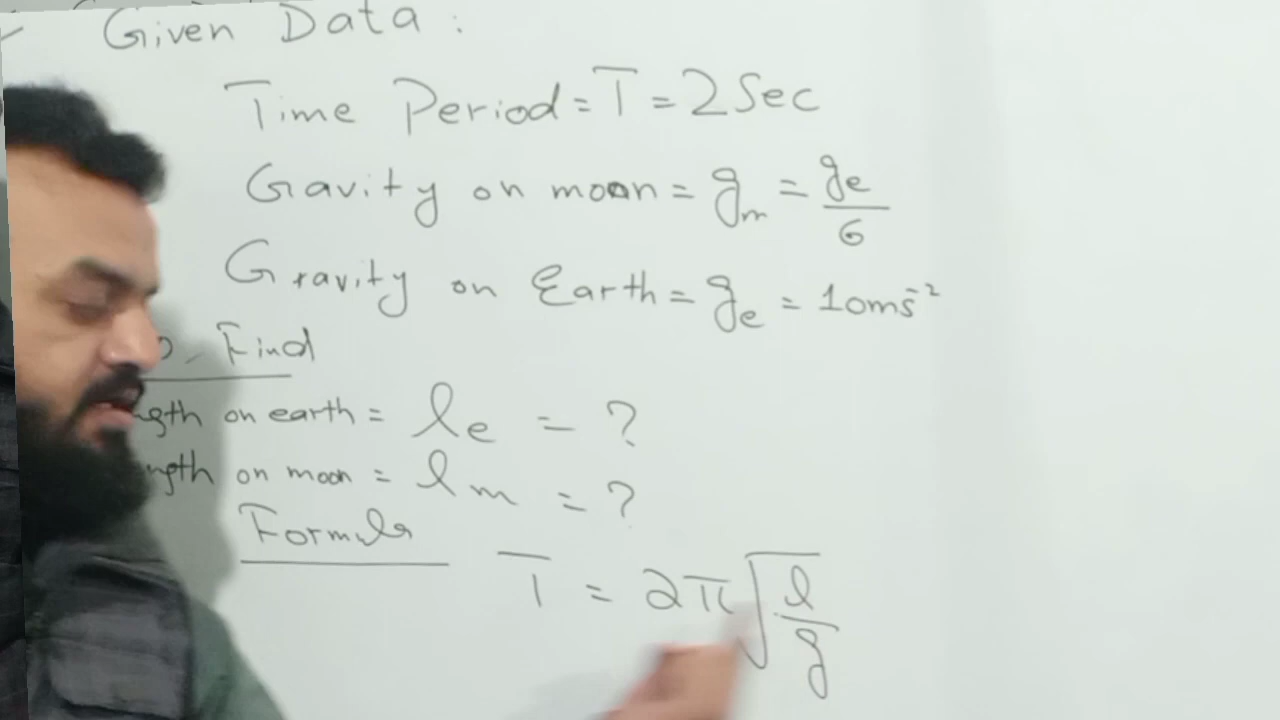 Given Data :
Time Period = T = 2 Sec
Gravity on moon = gm = ge/6
Gravity on Earth = ge = 10ms⁻²
Find
on earth = le = ?
on moon = lm = ?
Formula
T = 2π√(l/g)